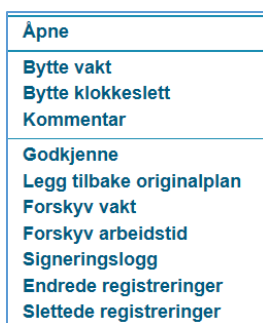 Åpne
Bytte vakt
Bytte klokkeslett
Kommentar
Godkjenne
Legg tilbake originalplan
Forskyv vakt
Forskyv arbeidstid
Signeringslogg
Endrede registreringer
Slettede registreringer